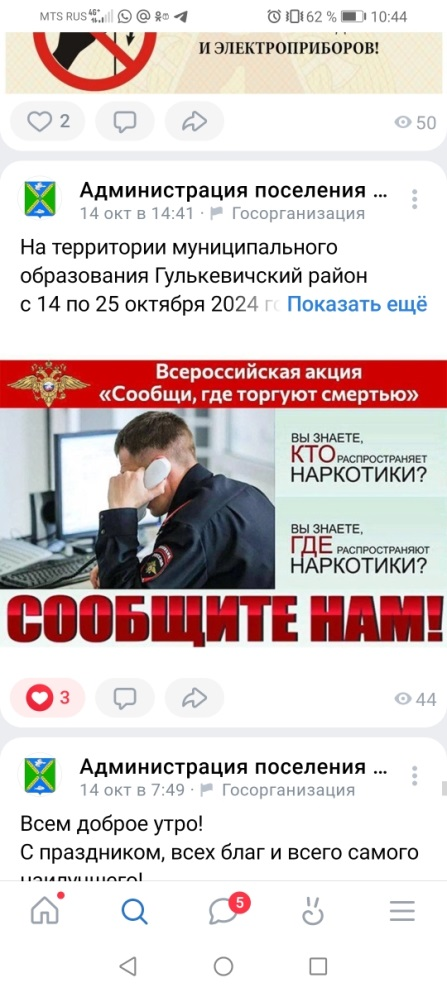 MTS RUS 4G
62 % 10:44
И ЭЛЕКТРОПРИБОРОВ!
2
50
Администрация поселения ...
14 окт в 14:41 · Госорганизация
На территории муниципального
образования Гулькевичский район
с 14 по 25 октября 2024 г Показать ещё
Всероссийская акция
«Сообщи, где торгуют смертью»
ВЫ ЗНАЕТЕ,
КТО РАСПРОСТРАНЯЕТ
НАРКОТИКИ?
ВЫ ЗНАЕТЕ,
ГДЕ РАСПРОСТРАНЯЮТ
НАРКОТИКИ?
СООБЩИТЕ НАМ!
3
44
Администрация поселения ...
14 окт в 7:49 · Госорганизация
Всем доброе утро!
С праздником, всех благ и всего самого
наилучшего!
5